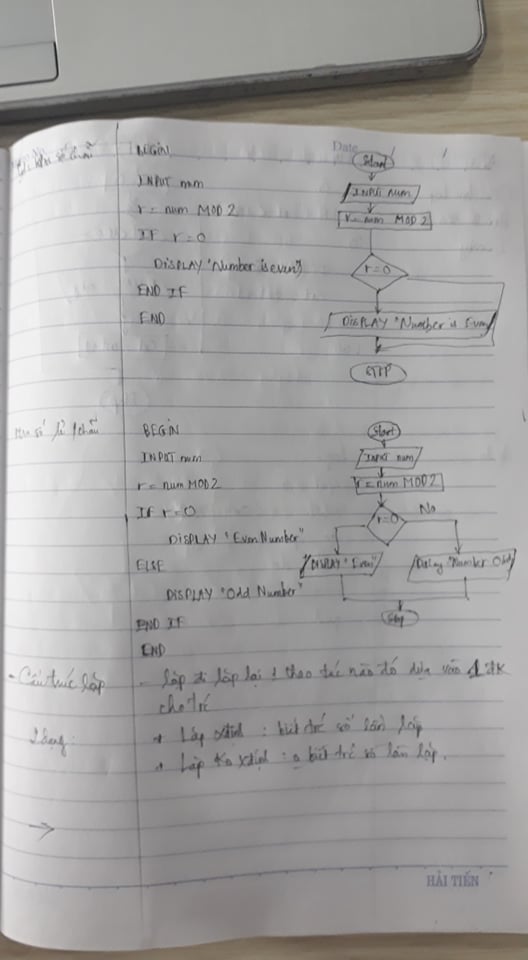 Date
số chẵn
BEGIN
INPUT num
r = num MOD 2
IF r=0
DISPLAY "Number is even"
END IF
END
Start
INPUT num
r = num MOD 2
r=0
DISPLAY "Number is Even
STOP
số lẻ / chẵn
BEGIN
INPUT num
r = num MOD 2
IF r=0
DISPLAY "Even Number"
ELSE
DISPLAY "Odd Number"
END IF
END
Start
INPUT num
r = num MOD 2
r=0
No
DISPLAY "Even"
"Number Odd
Stop
- Cấu trúc lặp
- lặp đi lặp lại 1 thao tác nào đó dựa vào 1 đk
cho trc
2 dạng:
+ Lặp xđịnh : biết trc số lần lặp
+ Lặp ko xđịnh : o biết trc số lần lặp.
HẢI TIẾN